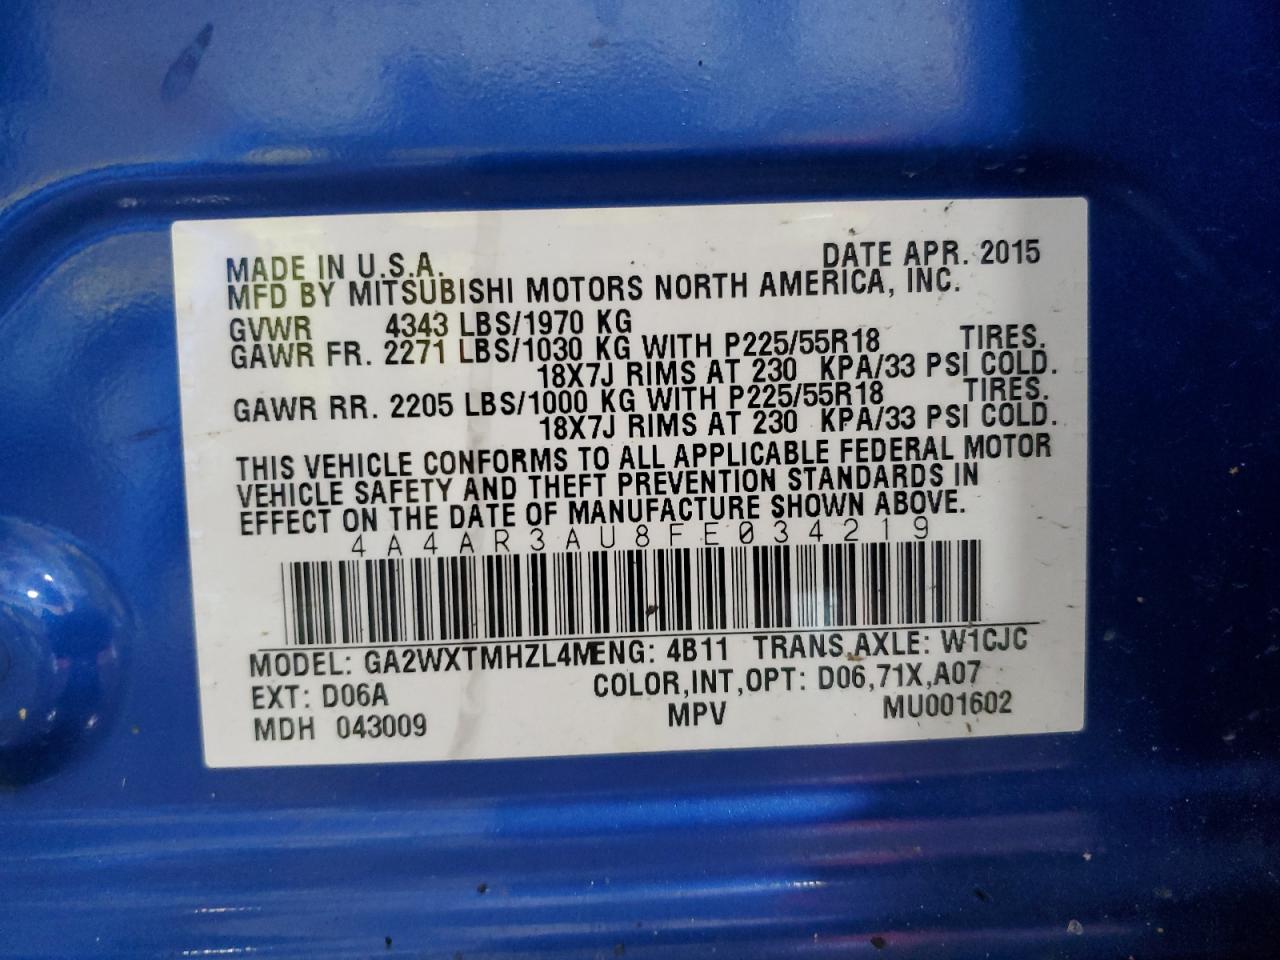 MADE IN U.S.A. DATE APR. 2015
MFD BY MITSUBISHI MOTORS NORTH AMERICA, INC.
GVWR 4343 LBS/1970 KG
GAWR FR. 2271 LBS/1030 KG WITH P225/55R18 TIRES.
18X7J RIMS AT 230 KPA/33 PSI COLD.
GAWR RR. 2205 LBS/1000 KG WITH P225/55R18 TIRES.
18X7J RIMS AT 230 KPA/33 PSI COLD.
THIS VEHICLE CONFORMS TO ALL APPLICABLE FEDERAL MOTOR
VEHICLE SAFETY AND THEFT PREVENTION STANDARDS IN
EFFECT ON THE DATE OF MANUFACTURE SHOWN ABOVE.
4A4AR3AU8FE034219
MODEL: GA2WXTMHZL4M ENG: 4B11 TRANS AXLE: W1CJC
EXT: D06A COLOR,INT,OPT: D06,71X,A07
MDH 043009 MPV MU001602